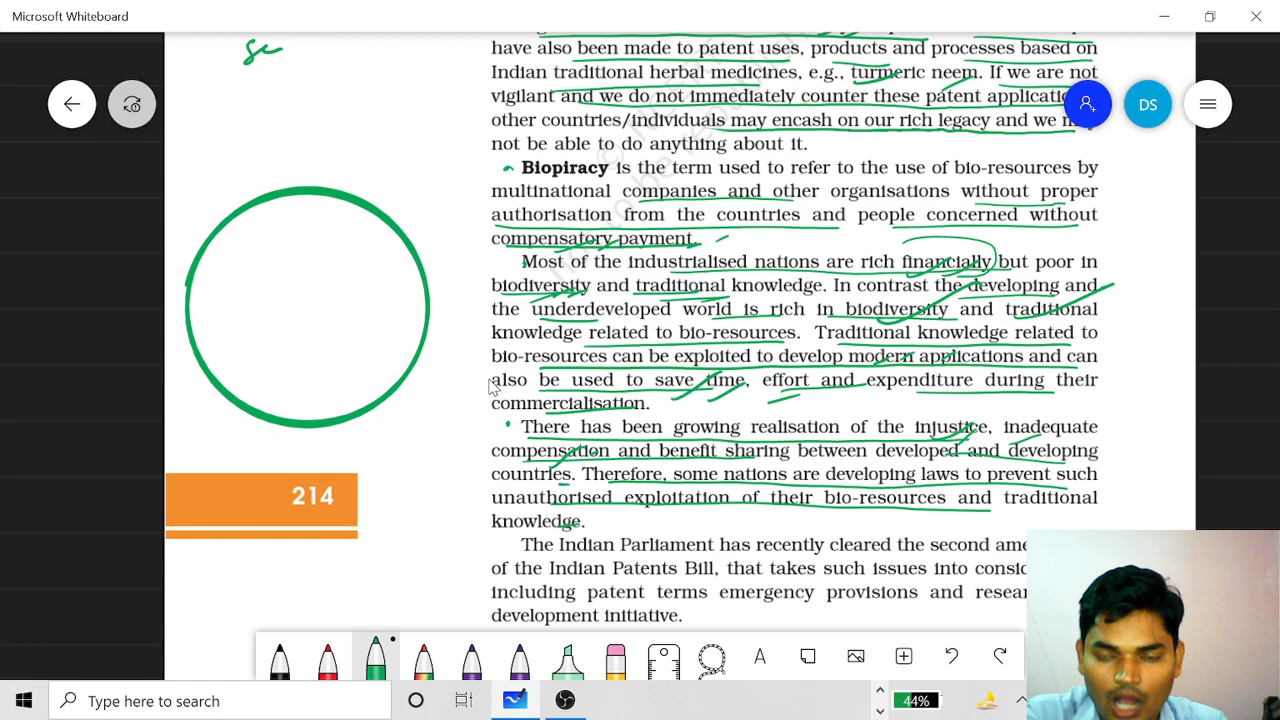 Microsoft Whiteboard
se
have also been made to patent uses, products and processes based on
Indian traditional herbal medicines, e.g., turmeric neem. If we are not
vigilant and we do not immediately counter these patent
other countries/individuals may encash on our rich legacy and we
not be able to do anything about it.
DS
Biopiracy is the term used to refer to the use of bio-resources by
multinational companies and other organisations without proper
authorisation from the countries and people concerned without
compensatory payment.
Most of the industrialised nations are rich financially but poor in
biodiversity and traditional knowledge. In contrast the developing and
the underdeveloped world is rich in biodiversity and traditional
knowledge related to bio-resources. Traditional knowledge related to
bio-resources can be exploited to develop modern applications and can
also be used to save time, effort and expenditure during their
commercialisation.
There has been growing realisation of the injustice, inadequate
compensation and benefit sharing between developed and developing
countries. Therefore, some nations are developing laws to prevent such
unauthorised exploitation of their bio-resources and traditional
knowledge.
214
The Indian Parliament has recently cleared the second
of the Indian Patents Bill, that takes such issues into
including patent terms emergency provisions and
development initiative.
A
Type here to search
44%